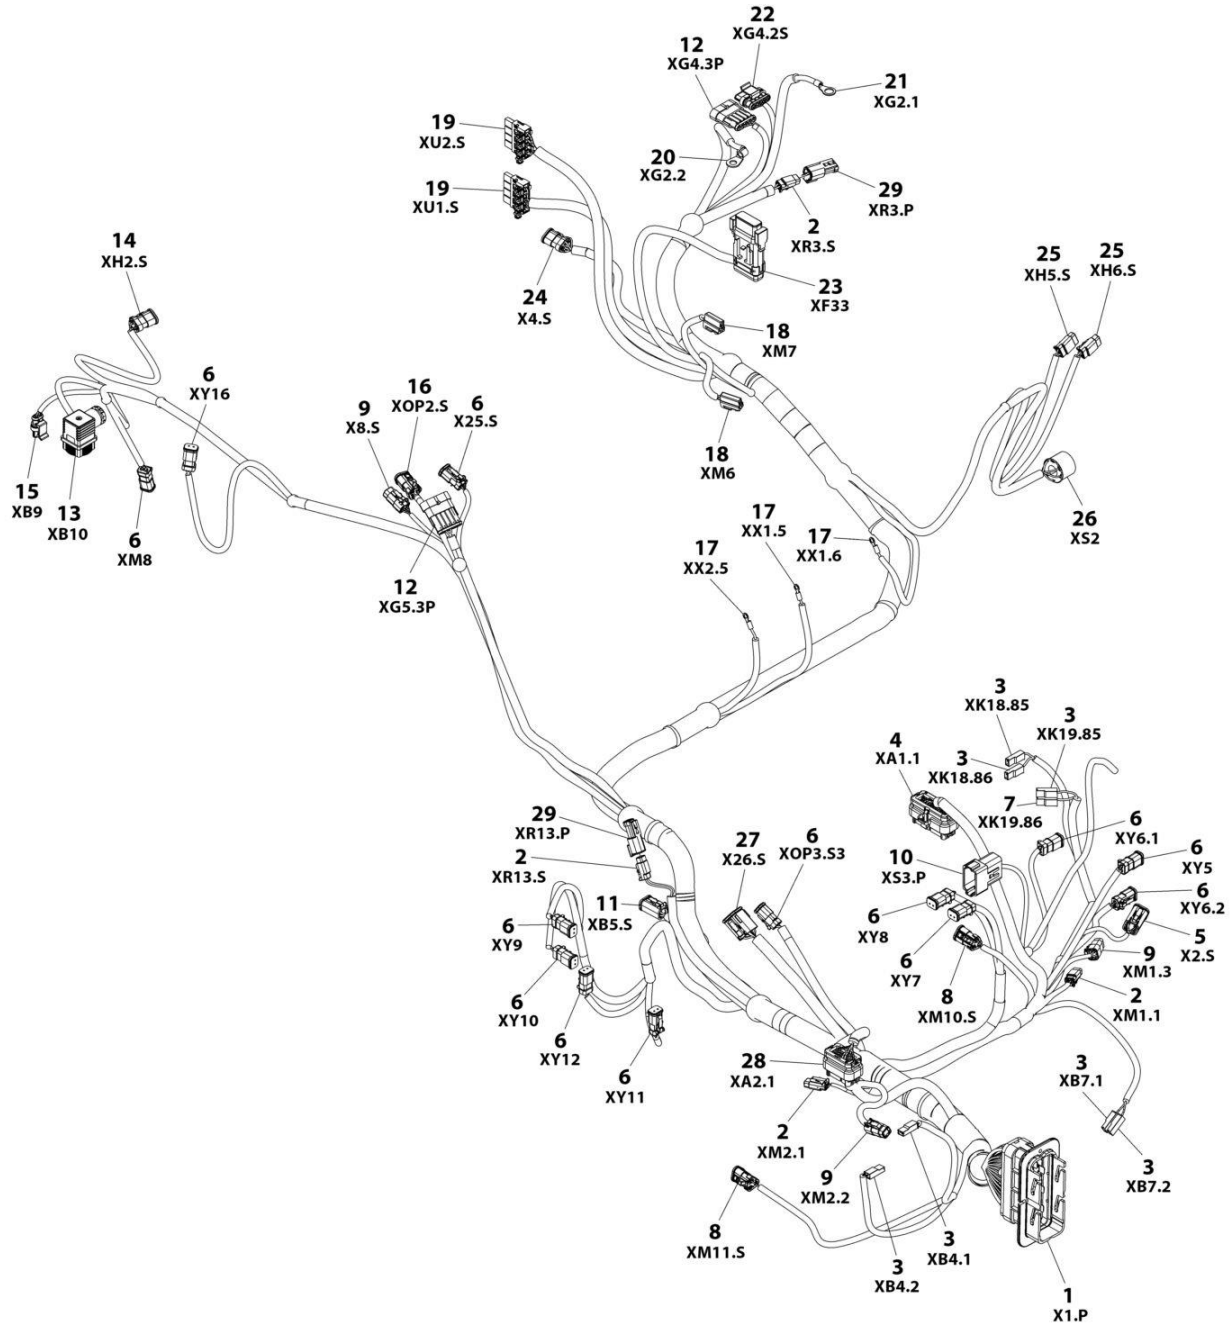 22
XG4.2S
12
XG4.3P
21
XG2.1
19
XU2.S
20
XG2.2
29
XR3.P
19
XU1.S
2
XR3.S
14
XH2.S
24
X4.S
23
XF33
25
XH5.S
25
XH6.S
18
XM7
6
XY16
16
XOP2.S
6
X25.S
9
X8.S
18
XM6
15
XB9
13
XB10
6
XM8
26
XS2
17
XX1.5
17
XX1.6
17
XX2.5
12
XG5.3P
3
XK18.85
3
XK19.85
4
XA1.1
3
XK18.86
7
XK19.86
29
XR13.P
2
XR13.S
27
X26.S
6
XOP3.S3
10
XS3.P
6
XY6.1
6
XY5
6
XY6.2
11
XB5.S
6
XY9
6
XY8
5
X2.S
6
XY7
9
XM1.3
6
XY10
8
XM10.S
2
XM1.1
6
XY12
6
XY11
28
XA2.1
3
XB7.1
2
XM2.1
9
XM2.2
3
XB7.2
8
XM11.S
3
XB4.1
3
XB4.2
1
X1.P